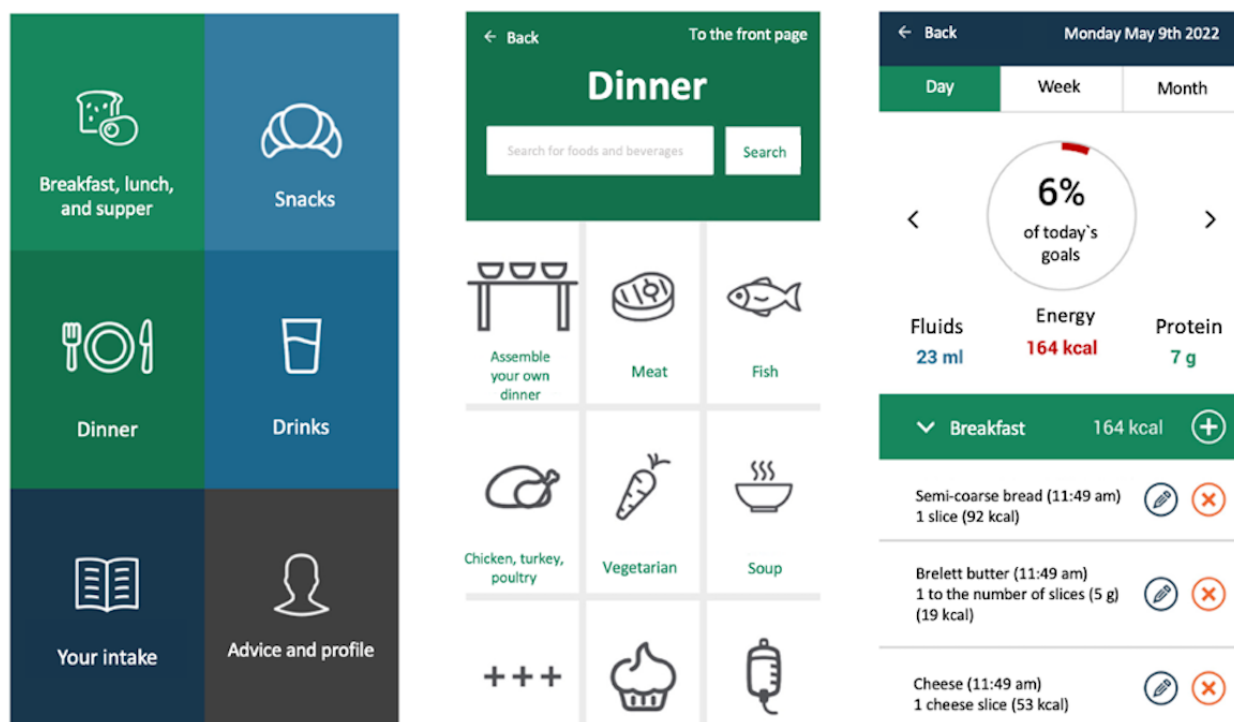 Breakfast, lunch,
and supper
Snacks
Dinner
Drinks
Your intake
Advice and profile
← Back
To the front page
Dinner
Search for foods and beverages
Search
Assemble
your own
dinner
Meat
Fish
Chicken, turkey,
poultry
Vegetarian
Soup
+++
← Back
Monday May 9th 2022
Day
Week
Month
6%
of today`s
goals
Fluids
23 ml
Energy
164 kcal
Protein
7 g
Breakfast
164 kcal
Semi-coarse bread (11:49 am)
1 slice (92 kcal)
Brelett butter (11:49 am)
1 to the number of slices (5 g)
(19 kcal)
Cheese (11:49 am)
1 cheese slice (53 kcal)